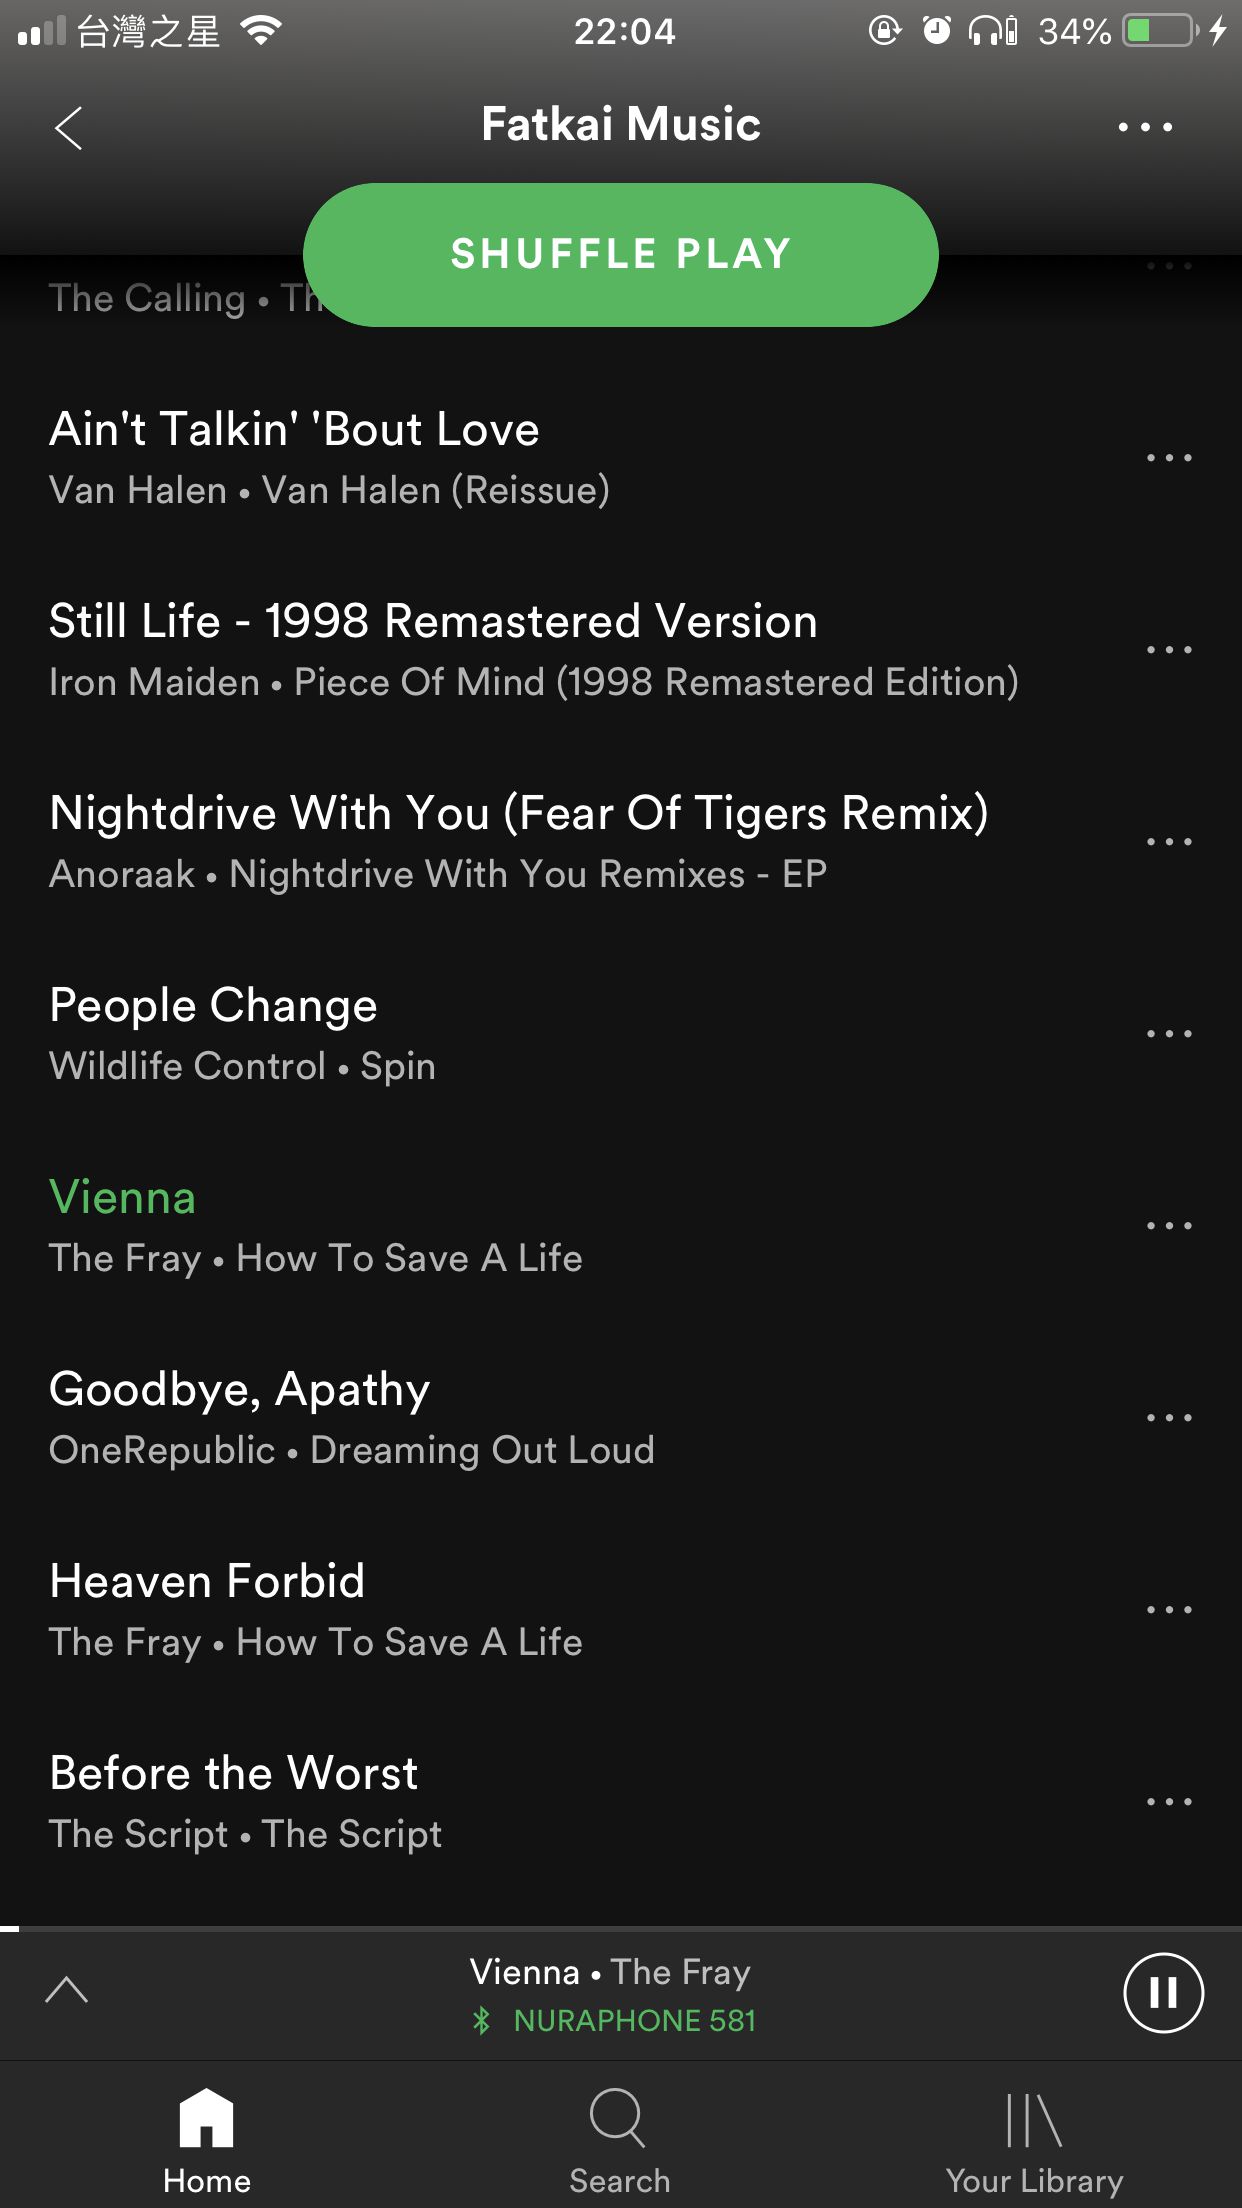 台灣之星 22:04 34%
Fatkai Music
SHUFFLE PLAY
The Calling • Th
Ain't Talkin' 'Bout Love
Van Halen • Van Halen (Reissue)
Still Life - 1998 Remastered Version
Iron Maiden • Piece Of Mind (1998 Remastered Edition)
Nightdrive With You (Fear Of Tigers Remix)
Anoraak • Nightdrive With You Remixes - EP
People Change
Wildlife Control • Spin
Vienna
The Fray • How To Save A Life
Goodbye, Apathy
OneRepublic • Dreaming Out Loud
Heaven Forbid
The Fray • How To Save A Life
Before the Worst
The Script • The Script
Vienna • The Fray
NURAPHONE 581
Home Search Your Library